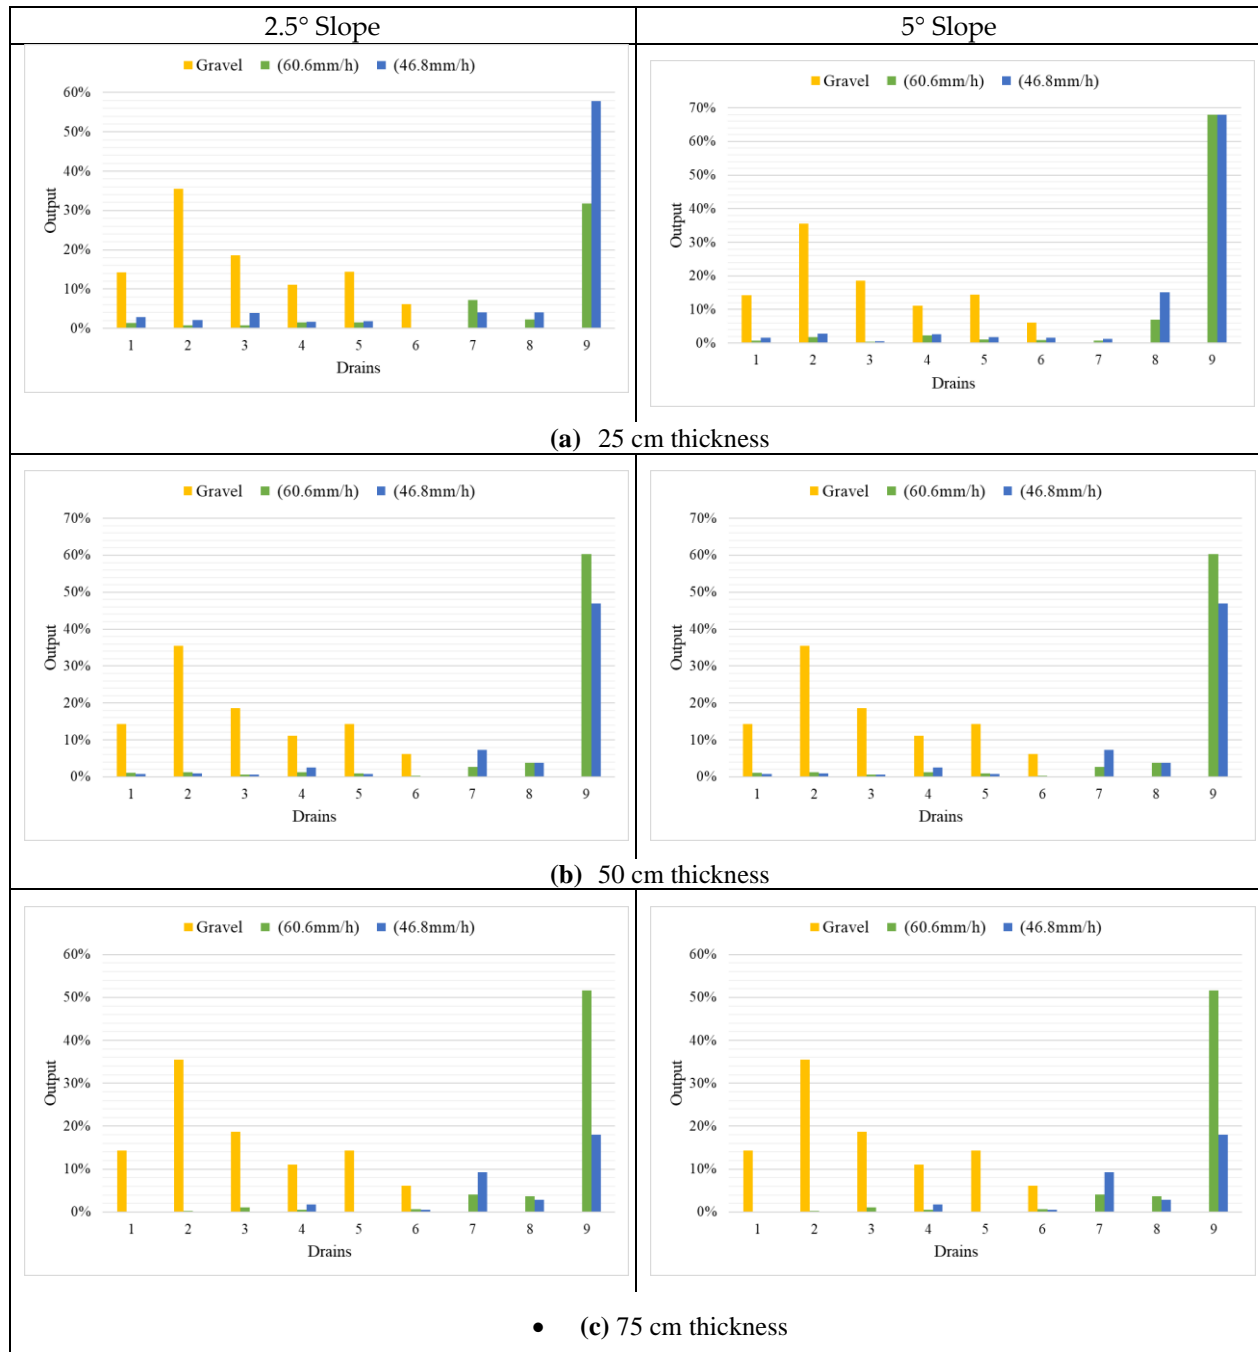 2.5° Slope
5° Slope
Gravel (60.6mm/h) (46.8mm/h)
60%
50%
40%
30%
20%
10%
0%
Output
1 2 3 4 5 6 7 8 9
Drains
Gravel (60.6mm/h) (46.8mm/h)
70%
60%
50%
40%
30%
20%
10%
0%
Output
1 2 3 4 5 6 7 8 9
Drains
(a) 25 cm thickness
Gravel (60.6mm/h) (46.8mm/h)
70%
60%
50%
40%
30%
20%
10%
0%
Output
1 2 3 4 5 6 7 8 9
Drains
Gravel (60.6mm/h) (46.8mm/h)
70%
60%
50%
40%
30%
20%
10%
0%
Output
1 2 3 4 5 6 7 8 9
Drains
(b) 50 cm thickness
Gravel (60.6mm/h) (46.8mm/h)
60%
50%
40%
30%
20%
10%
0%
Output
1 2 3 4 5 6 7 8 9
Drains
Gravel (60.6mm/h) (46.8mm/h)
60%
50%
40%
30%
20%
10%
0%
Output
1 2 3 4 5 6 7 8 9
Drains
• (c) 75 cm thickness